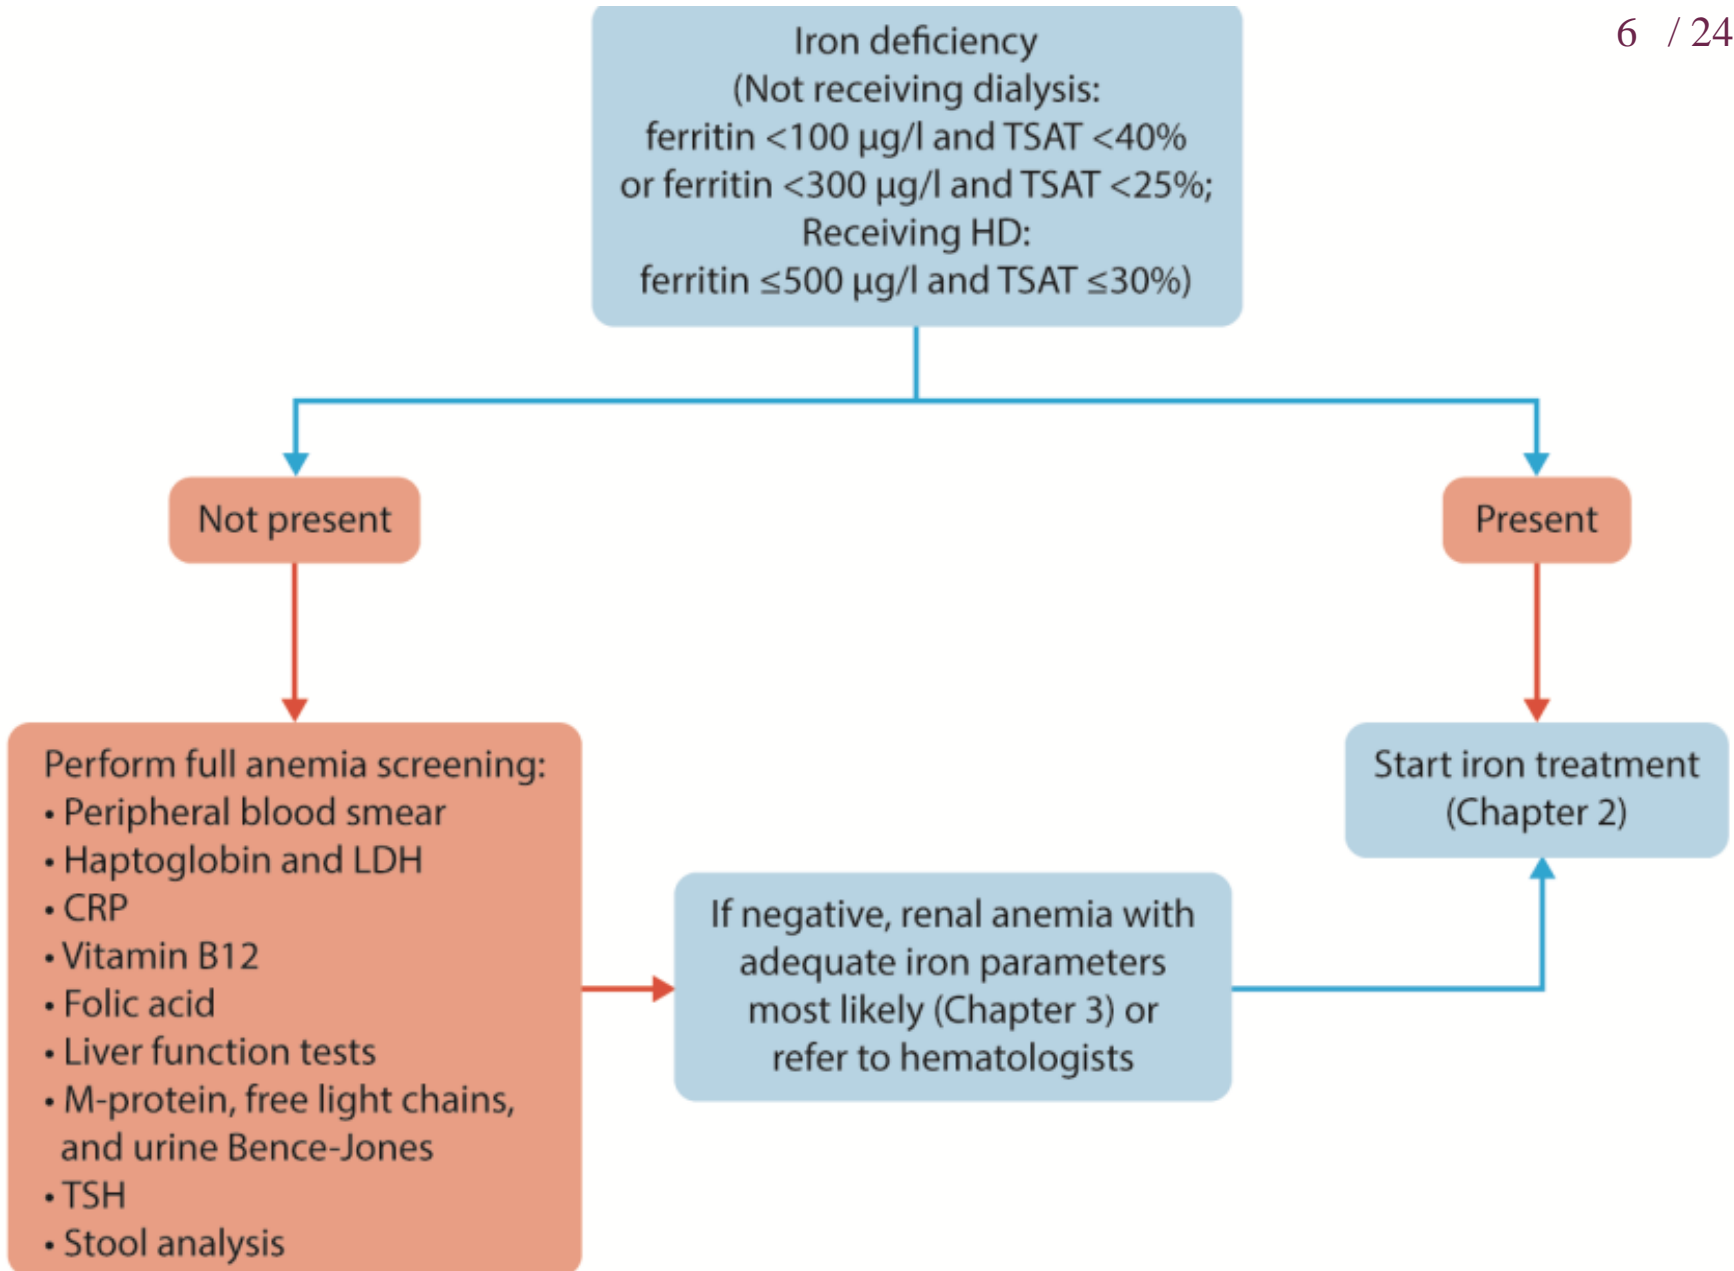 6 / 24
Iron deficiency
(Not receiving dialysis:
ferritin <100 µg/l and TSAT <40%
or ferritin <300 µg/l and TSAT <25%;
Receiving HD:
ferritin ≤500 µg/l and TSAT ≤30%)
Not present
Present
Perform full anemia screening:
• Peripheral blood smear
• Haptoglobin and LDH
• CRP
• Vitamin B12
• Folic acid
• Liver function tests
• M-protein, free light chains,
and urine Bence-Jones
• TSH
• Stool analysis
If negative, renal anemia with
adequate iron parameters
most likely (Chapter 3) or
refer to hematologists
Start iron treatment
(Chapter 2)